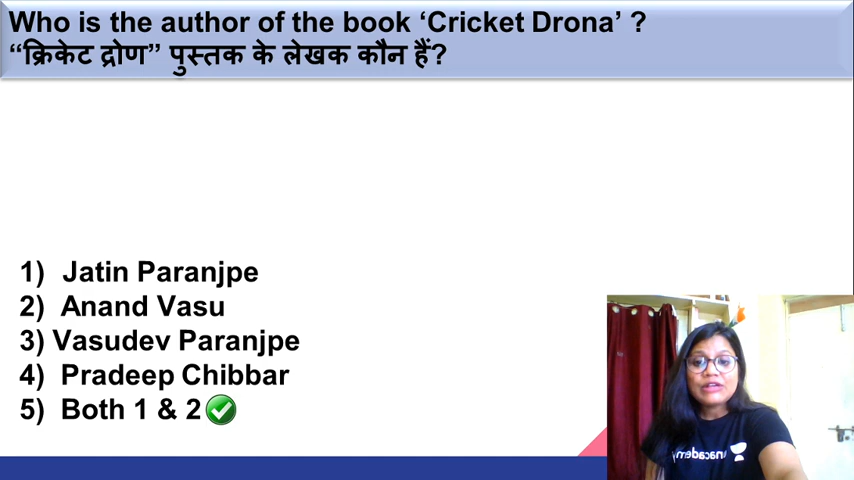 Who is the author of the book ‘Cricket Drona’ ?
“क्रिकेट द्रोण” पुस्तक के लेखक कौन हैं?
1) Jatin Paranjpe
2) Anand Vasu
3) Vasudev Paranjpe
4) Pradeep Chibbar
5) Both 1 & 2
unacademy